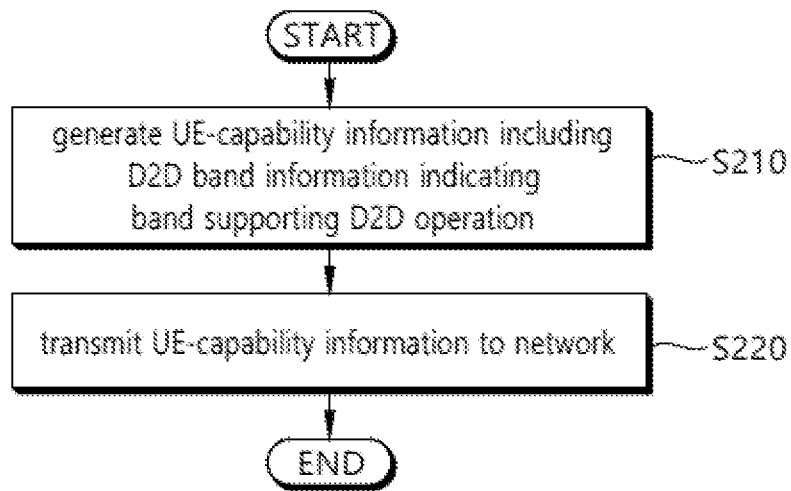 START
generate UE-capability information including
D2D band information indicating
band supporting D2D operation
S210
transmit UE-capability information to network
S220
END